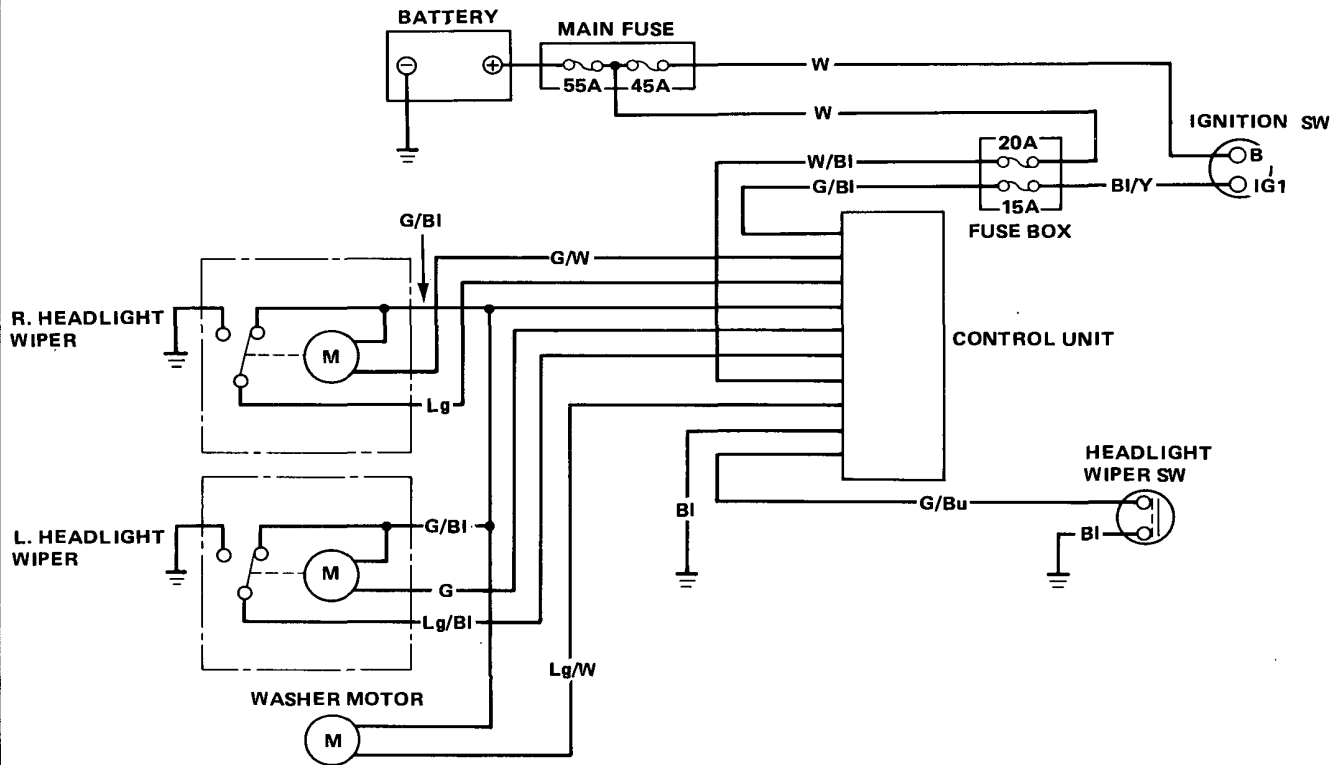 BATTERY
MAIN FUSE
55A
45A
W
W
IGNITION SW
B
IG1
20A
15A
FUSE BOX
W/Bl
G/Bl
Bl/Y
G/Bl
G/W
R. HEADLIGHT
WIPER
M
Lg
CONTROL UNIT
HEADLIGHT
WIPER SW
G/Bu
Bl
Bl
L. HEADLIGHT
WIPER
G/Bl
M
G
Lg/Bl
Lg/W
WASHER MOTOR
M